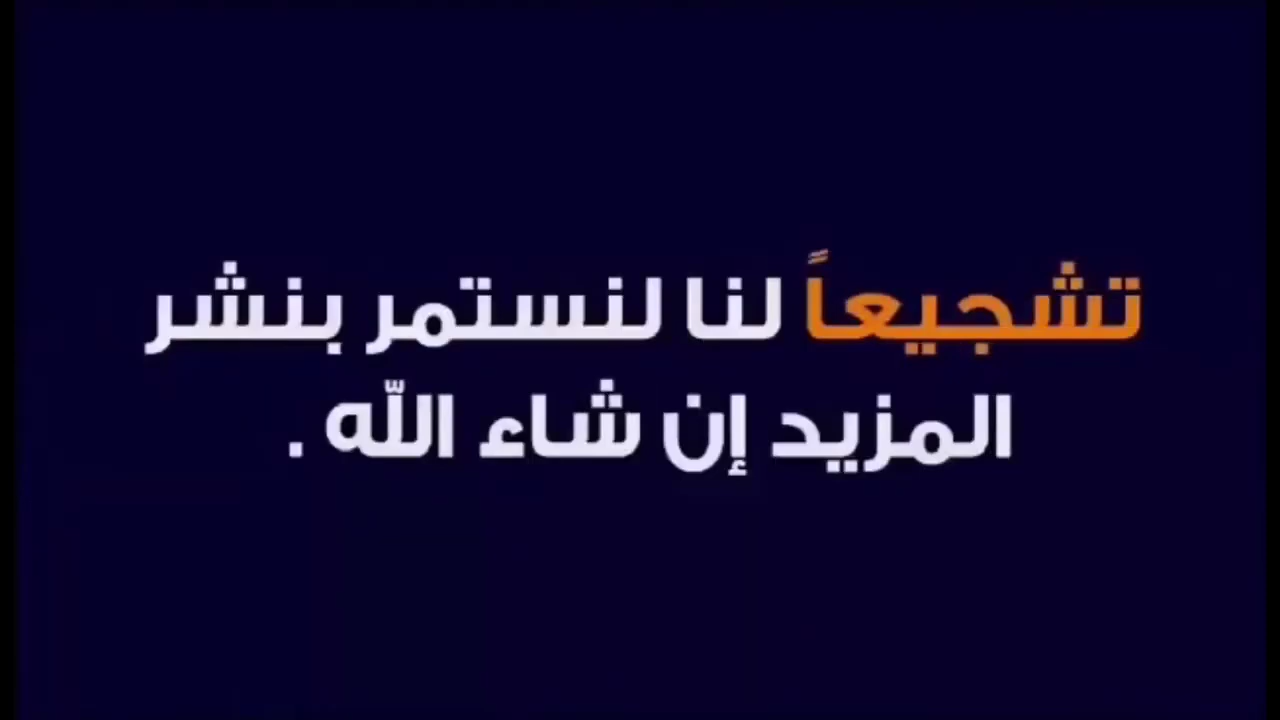 تشجيعاً لنا لنستمر بنشر
المزيد إن شاء اللّه .